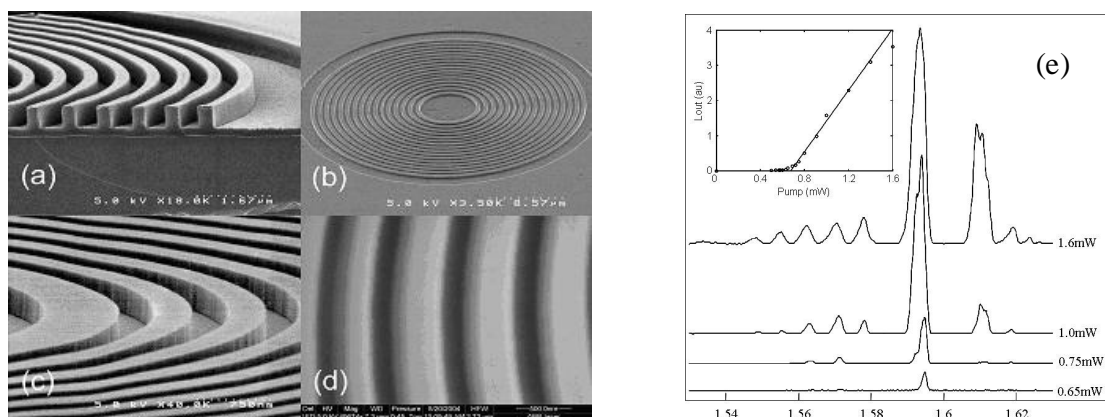 (a)
5.0 kV X18.0K 1.67µm
(b)
5.0 kV X3.50K 8.57µm
(c)
5.0 kV X40.0K 750nm
(d)
(e)
4
3
2
1
0
Lout (au)
0 0.4 0.8 1.2 1.6
Pump (mW)
1.6mW
1.0mW
0.75mW
0.65mW
1.54 1.56 1.58 1.6 1.62